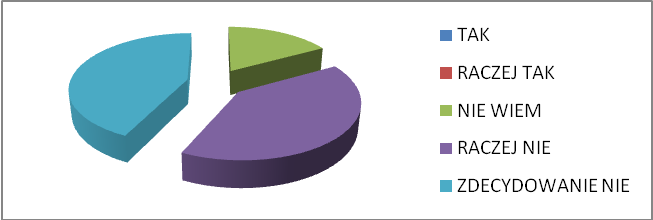 TAK
RACZEJ TAK
NIE WIEM
RACZEJ NIE
ZDECYDOWANIE NIE